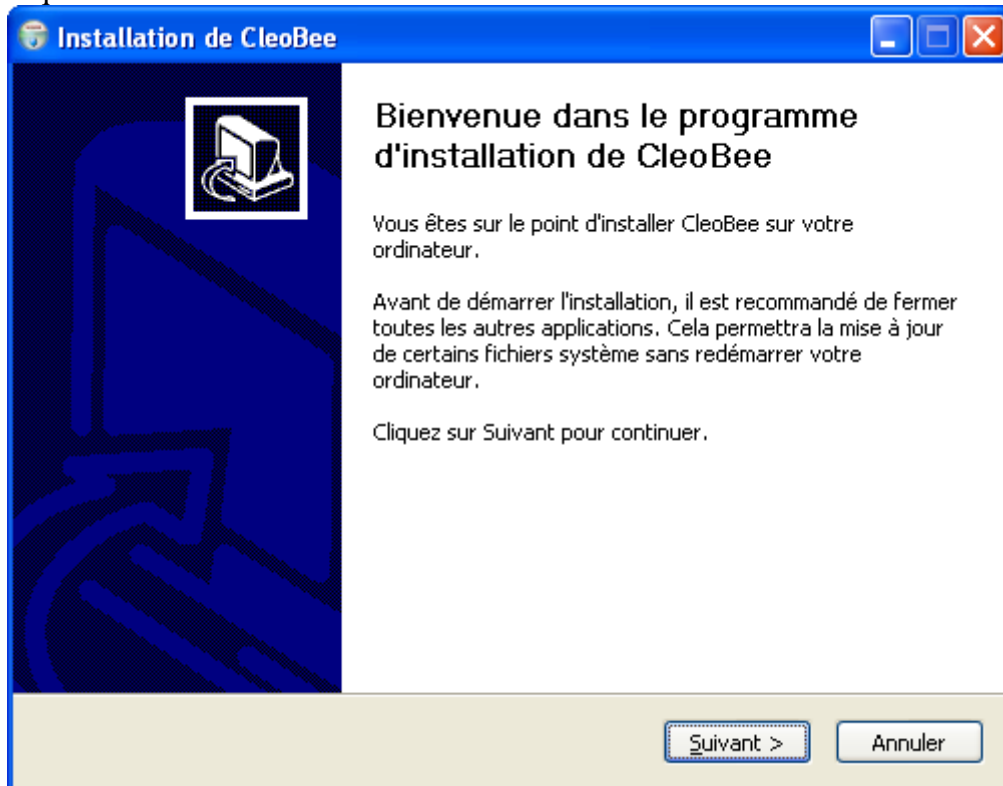 Installation de CleoBee
Bienvenue dans le programme
d'installation de CleoBee
Vous êtes sur le point d'installer CleoBee sur votre
ordinateur.
Avant de démarrer l'installation, il est recommandé de fermer
toutes les autres applications. Cela permettra la mise à jour
de certains fichiers système sans redémarrer votre
ordinateur.
Cliquez sur Suivant pour continuer.
Suivant >
Annuler